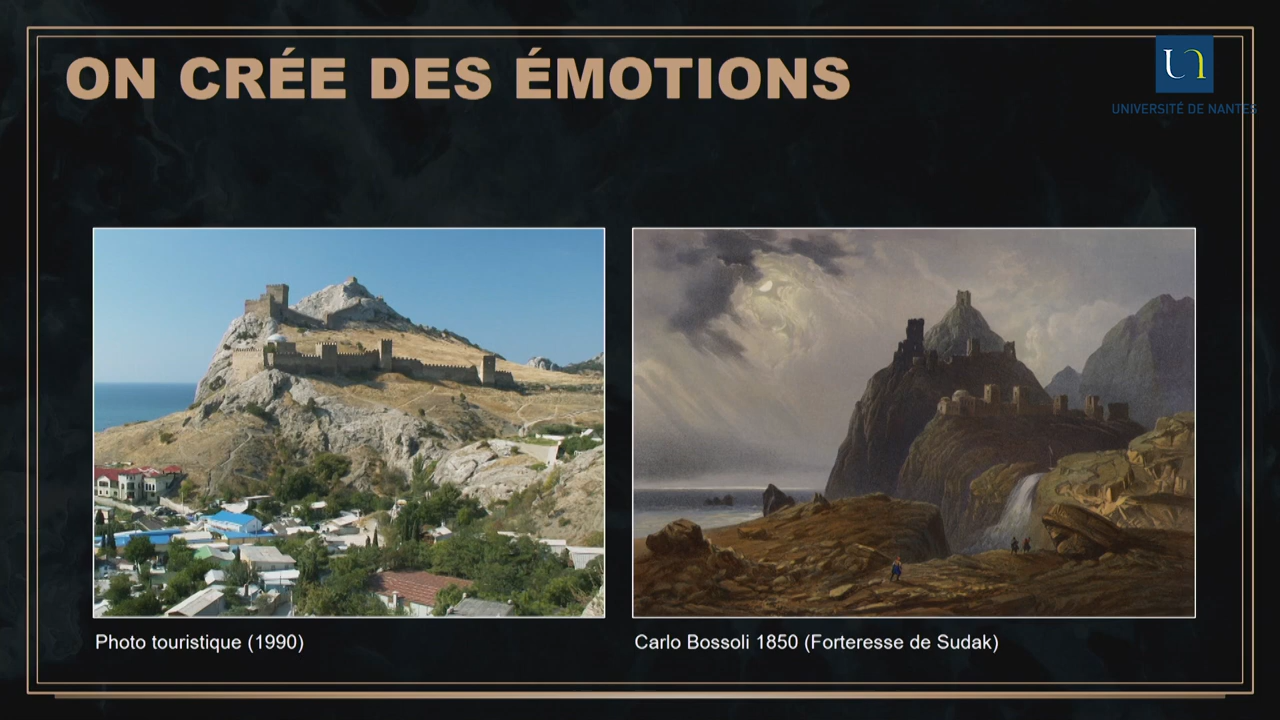 ON CRÉE DES ÉMOTIONS
UNIVERSITÉ DE NANTES
Photo touristique (1990)
Carlo Bossoli 1850 (Forteresse de Sudak)